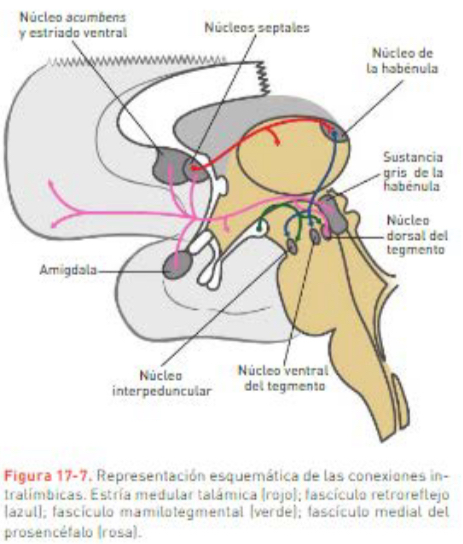 Núcleo acumbens
y estriado ventral
Núcleos septales
Núcleo de
la habénula
Sustancia
gris de la
habénula
Núcleo
dorsal del
tegmento
Amígdala
Núcleo
interpeduncular
Núcleo ventral
del tegmento
Figura 17-7. Representación esquemática de las conexiones in-
tralímbicas. Estría medular talámica (rojo); fascículo retroreflejo
(azul); fascículo mamilotegmental (verde); fascículo medial del
prosencéfalo (rosa).